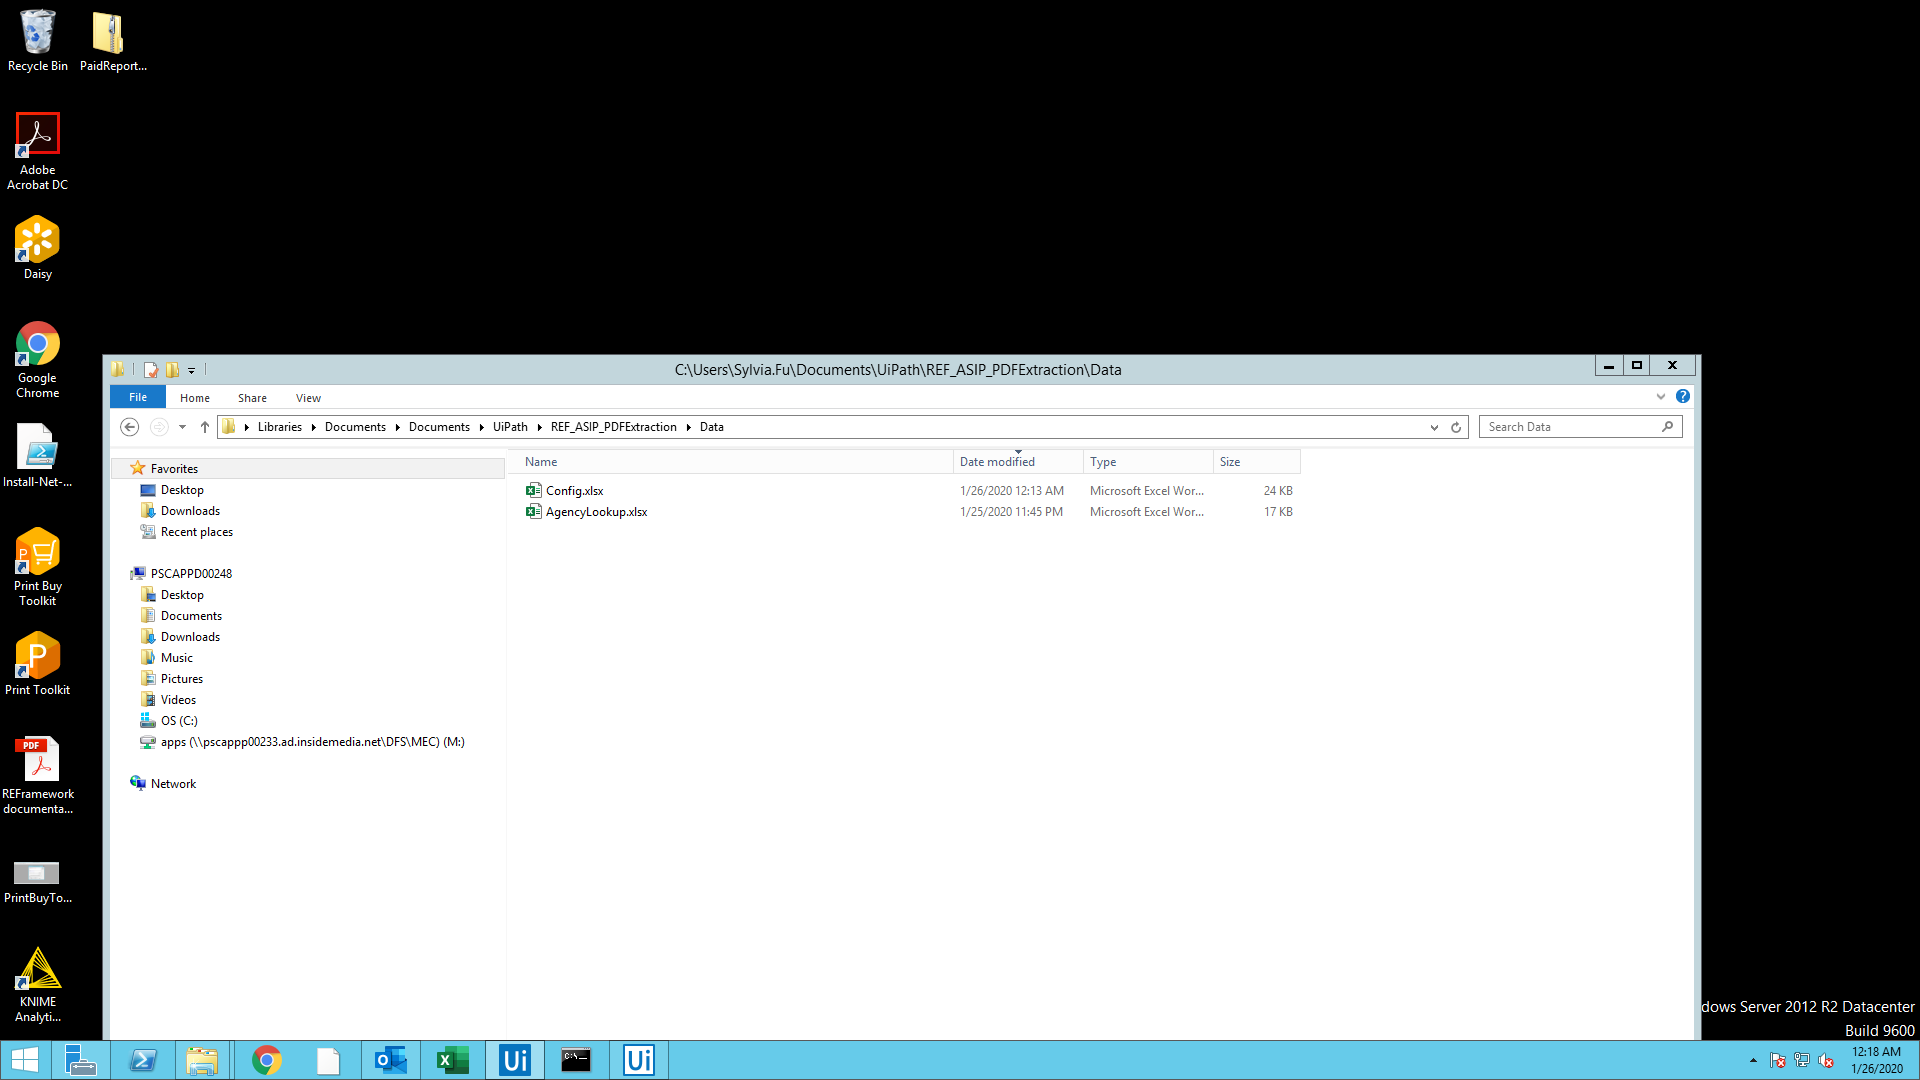 Recycle Bin
PaidReport...
Adobe
Acrobat DC
Daisy
Google
Chrome
Install-Net-...
Print Buy
Toolkit
Print Toolkit
PDF
REFramework
documenta...
PrintBuyTo...
KNIME
Analyti...
C:\Users\Sylvia.Fu\Documents\UiPath\REF_ASIP_PDFExtraction\Data
File Home Share View
Libraries Documents Documents UiPath REF_ASIP_PDFExtraction Data
Search Data
Favorites
Desktop
Downloads
Recent places
PSCAPPD00248
Desktop
Documents
Downloads
Music
Pictures
Videos
OS (C:)
apps (\\pscappp00233.ad.insidemedia.net\DFS\MEC) (M:)
Network
Name Date modified Type Size
Config.xlsx 1/26/2020 12:13 AM Microsoft Excel Wor... 24 KB
AgencyLookup.xlsx 1/25/2020 11:45 PM Microsoft Excel Wor... 17 KB
dows Server 2012 R2 Datacenter
Build 9600
Ui
Ui
12:18 AM
1/26/2020